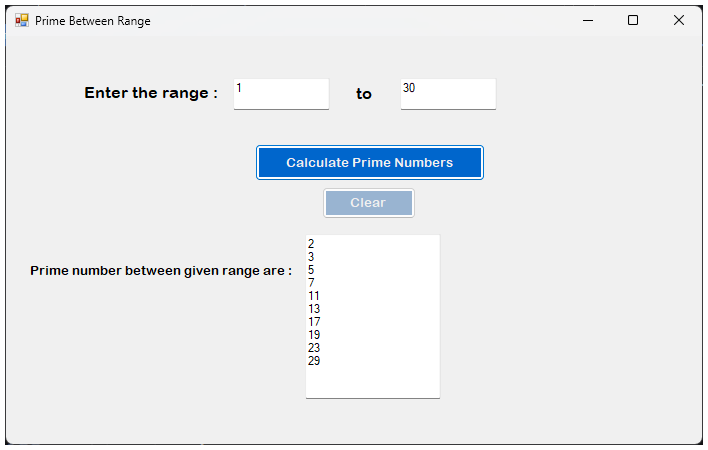 Prime Between Range
Enter the range : 1 to 30
Calculate Prime Numbers
Clear
Prime number between given range are :
2
3
5
7
11
13
17
19
23
29